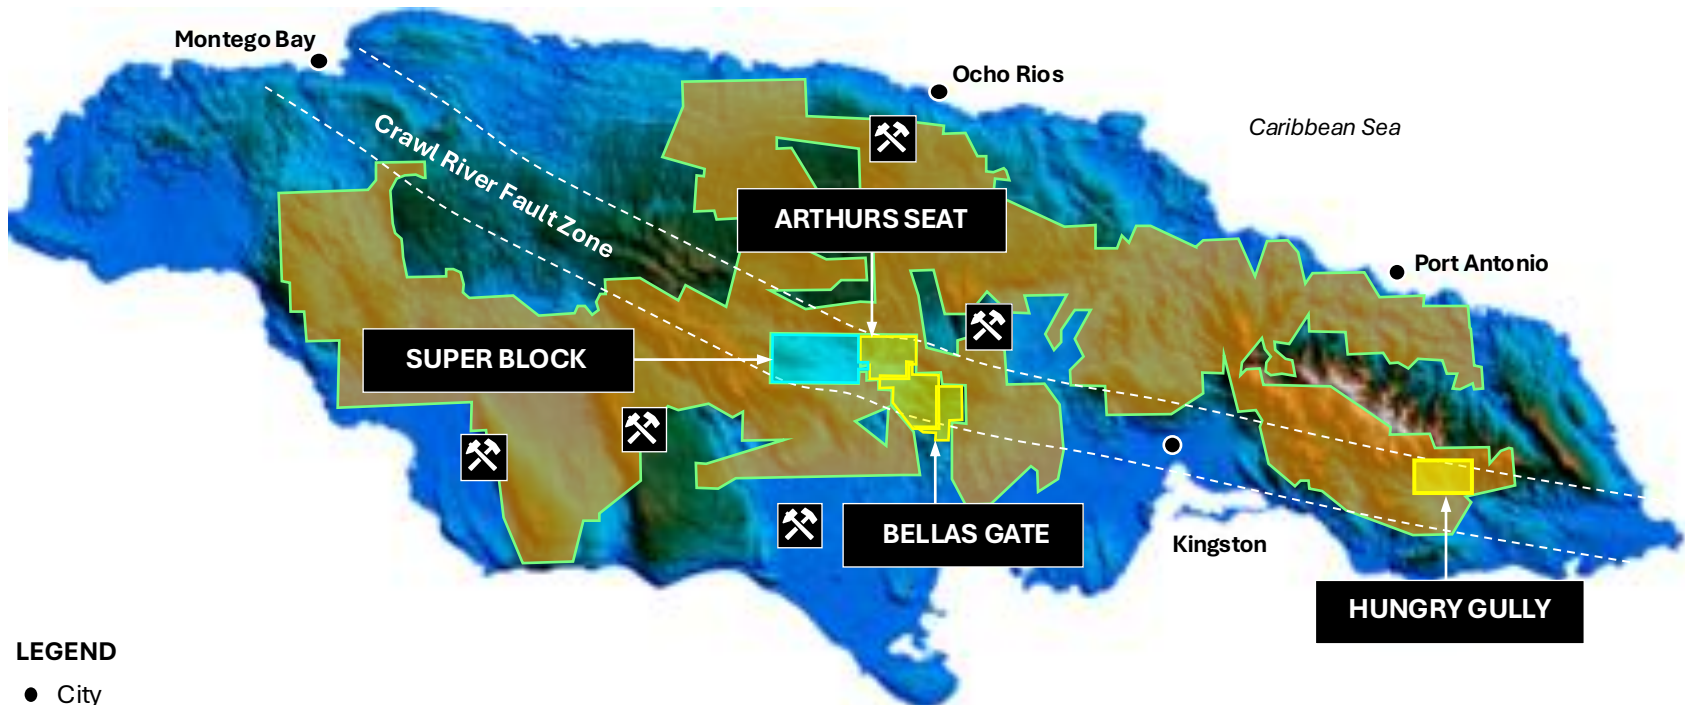 Montego Bay
Ocho Rios
Caribbean Sea
Crawl River Fault Zone
ARTHURS SEAT
Port Antonio
SUPER BLOCK
BELLAS GATE
Kingston
HUNGRY GULLY
LEGEND
City